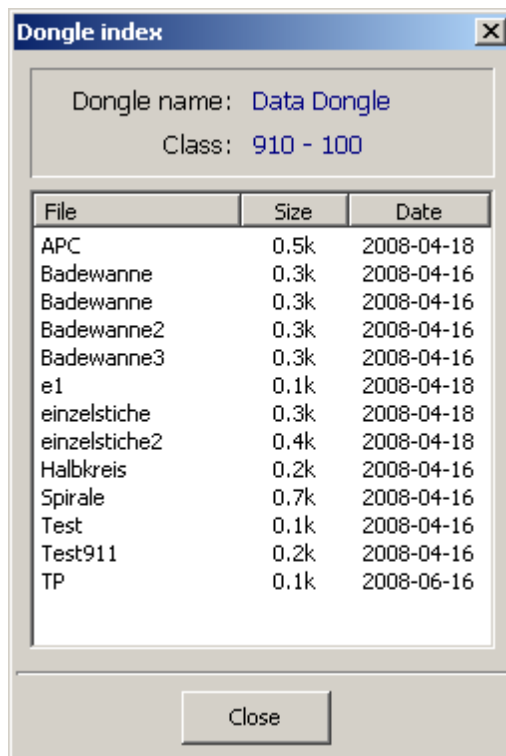 Dongle index
Dongle name: Data Dongle
Class: 910 - 100
File Size Date
APC 0.5k 2008-04-18
Badewanne 0.3k 2008-04-16
Badewanne 0.3k 2008-04-16
Badewanne2 0.3k 2008-04-16
Badewanne3 0.3k 2008-04-16
e1 0.1k 2008-04-18
einzelstiche 0.3k 2008-04-18
einzelstiche2 0.4k 2008-04-18
Halbkreis 0.2k 2008-04-16
Spirale 0.7k 2008-04-16
Test 0.1k 2008-04-16
Test911 0.2k 2008-04-16
TP 0.1k 2008-06-16
Close